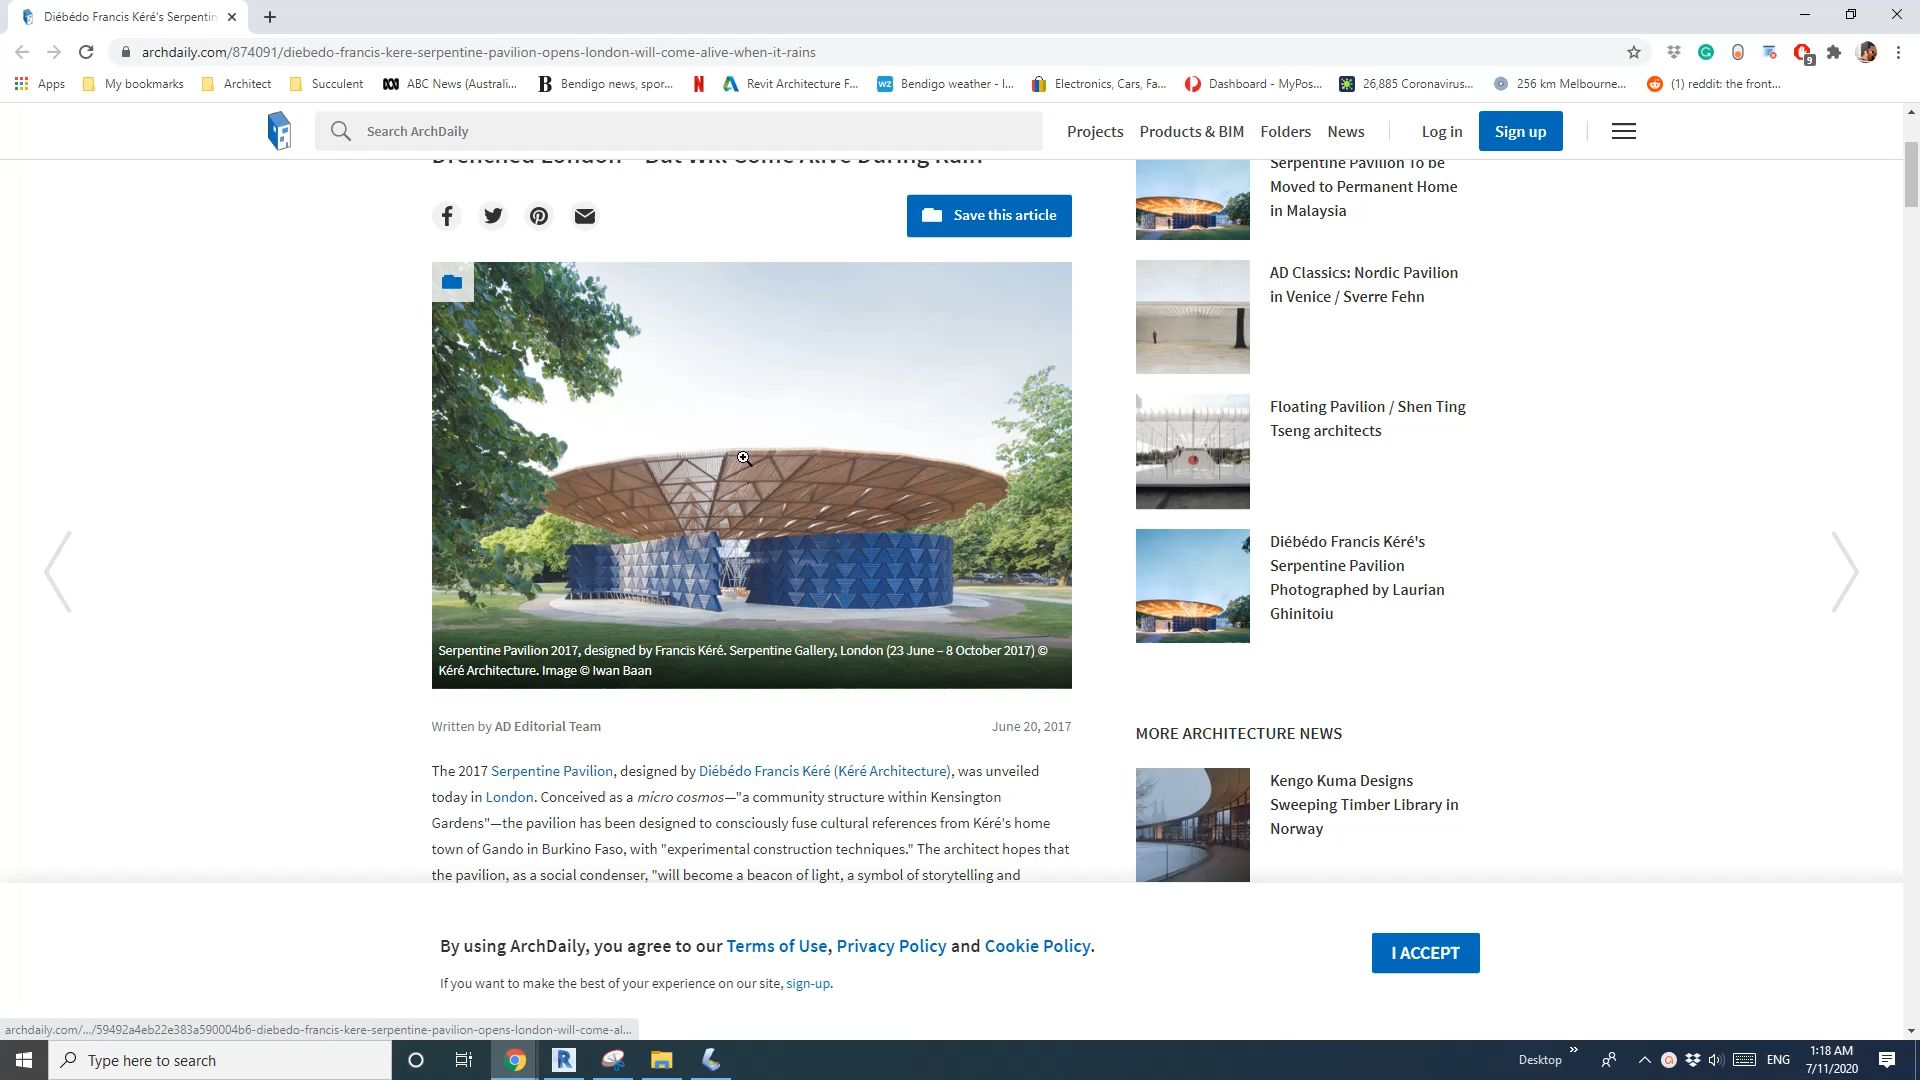 Diébédo Francis Kéré's Serpentin
archdaily.com/874091/diebedo-francis-kere-serpentine-pavilion-opens-london-will-come-alive-when-it-rains
9
Apps
My bookmarks
Architect
Succulent
ABC News (Australi...
Bendigo news, spor...
Revit Architecture F...
Bendigo weather - I...
Electronics, Cars, Fa...
Dashboard - MyPos...
26,885 Coronavirus...
256 km Melbourne...
(1) reddit: the front...
Search ArchDaily
Projects
Products & BIM
Folders
News
Log in
Sign up
Drenched London – But Will Come Alive During Rain
Save this article
Serpentine Pavilion 2017, designed by Francis Kéré. Serpentine Gallery, London (23 June – 8 October 2017) ©
Kéré Architecture. Image © Iwan Baan
Written by AD Editorial Team
June 20, 2017
The 2017 Serpentine Pavilion, designed by Diébédo Francis Kéré (Kéré Architecture), was unveiled
today in London. Conceived as a micro cosmos—"a community structure within Kensington
Gardens"—the pavilion has been designed to consciously fuse cultural references from Kéré's home
town of Gando in Burkino Faso, with "experimental construction techniques." The architect hopes that
the pavilion, as a social condenser, "will become a beacon of light, a symbol of storytelling and
Serpentine Pavilion To be
Moved to Permanent Home
in Malaysia
AD Classics: Nordic Pavilion
in Venice / Sverre Fehn
Floating Pavilion / Shen Ting
Tseng architects
Diébédo Francis Kéré's
Serpentine Pavilion
Photographed by Laurian
Ghinitoiu
MORE ARCHITECTURE NEWS
Kengo Kuma Designs
Sweeping Timber Library in
Norway
By using ArchDaily, you agree to our Terms of Use, Privacy Policy and Cookie Policy.
If you want to make the best of your experience on our site, sign-up.
I ACCEPT
archdaily.com/.../59492a4eb22e383a590004b6-diebedo-francis-kere-serpentine-pavilion-opens-london-will-come-al...
Type here to search
Desktop
ENG
1:18 AM
7/11/2020